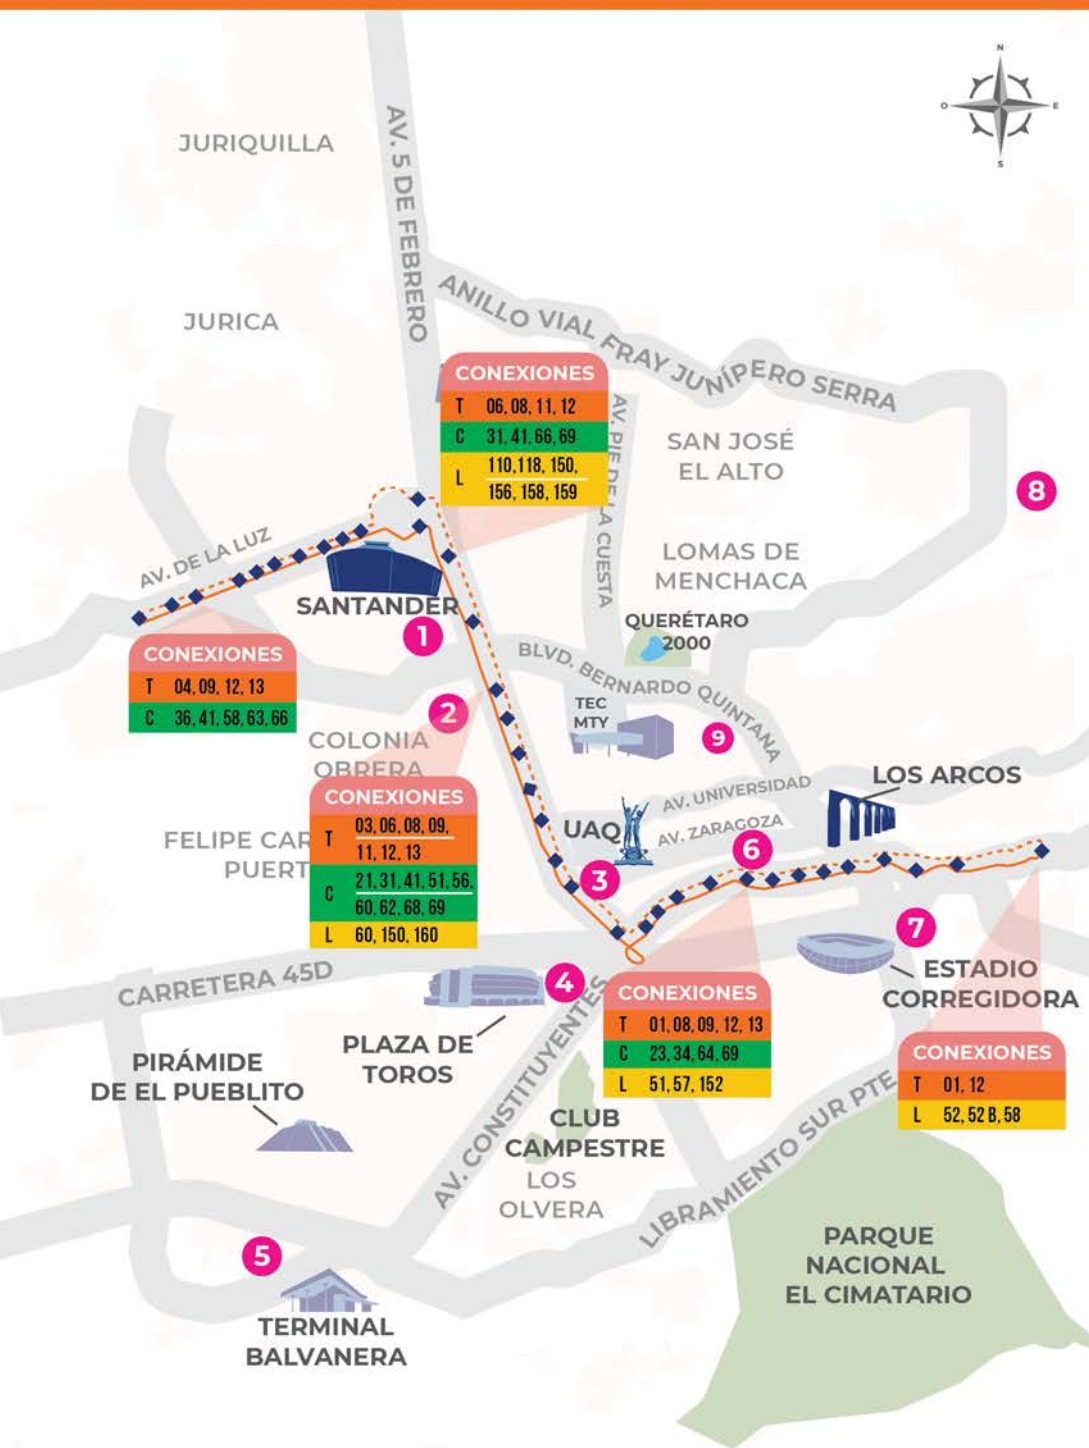 N
O
E
S
JURIQUILLA
AV. 5 DE FEBRERO
ANILLO VIAL FRAY JUNÍPERO SERRA
JURICA
CONEXIONES
T 06, 08, 11, 12
C 31, 41, 66, 69
L 110,118, 150,
156, 158, 159
AV. PIE DE LA CUESTA
SAN JOSÉ
EL ALTO
8
AV. DE LA LUZ
LOMAS DE
MENCHACA
SANTANDER
1
QUERÉTARO
2000
CONEXIONES
T 04, 09, 12, 13
C 36, 41, 58, 63, 66
BLVD. BERNARDO QUINTANA
2
TEC
MTY
9
COLONIA
OBRERA
CONEXIONES
T 03, 06, 08, 09,
11, 12, 13
C 21, 31, 41, 51, 56,
60, 62, 68, 69
L 60, 150, 160
FELIPE CAR
PUERT
LOS ARCOS
AV. UNIVERSIDAD
UAQ
AV. ZARAGOZA
6
3
7
ESTADIO
CORREGIDORA
CARRETERA 45D
4
PLAZA DE
TOROS
CONEXIONES
T 01, 08, 09, 12, 13
C 23, 34, 64, 69
L 51, 57, 152
CONEXIONES
T 01, 12
L 52, 52 B, 58
PIRÁMIDE
DE EL PUEBLITO
AV. CONSTITUYENTES
CLUB
CAMPESTRE
LOS
OLVERA
LIBRAMIENTO SUR PTE
PARQUE
NACIONAL
EL CIMATARIO
5
TERMINAL
BALVANERA